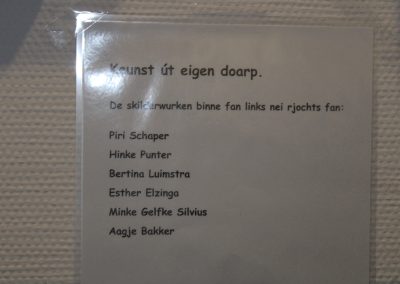 Keunst út eigen doarp.
De skilderwurken binne fan links nei rjochts fan:
Piri Schaper
Hinke Punter
Bertina Luimstra
Esther Elzinga
Minke Gelfke Silvius
Aagje Bakker